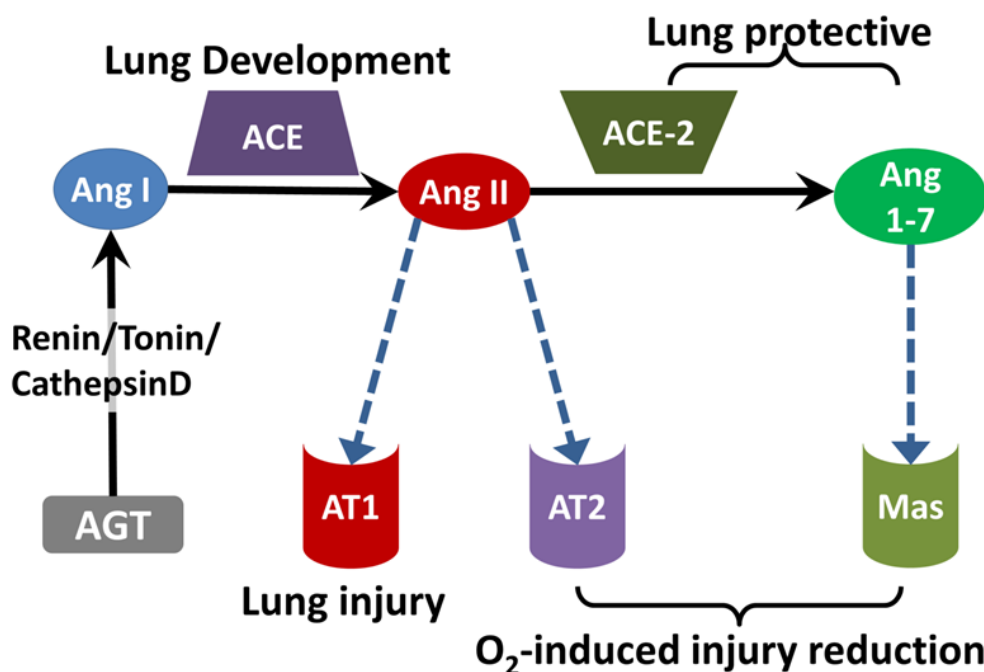 Lung protective
Lung Development
ACE
ACE-2
Ang I
Ang II
Ang
1-7
Renin/Tonin/
CathepsinD
AGT
AT1
AT2
Mas
Lung injury
O₂-induced injury reduction